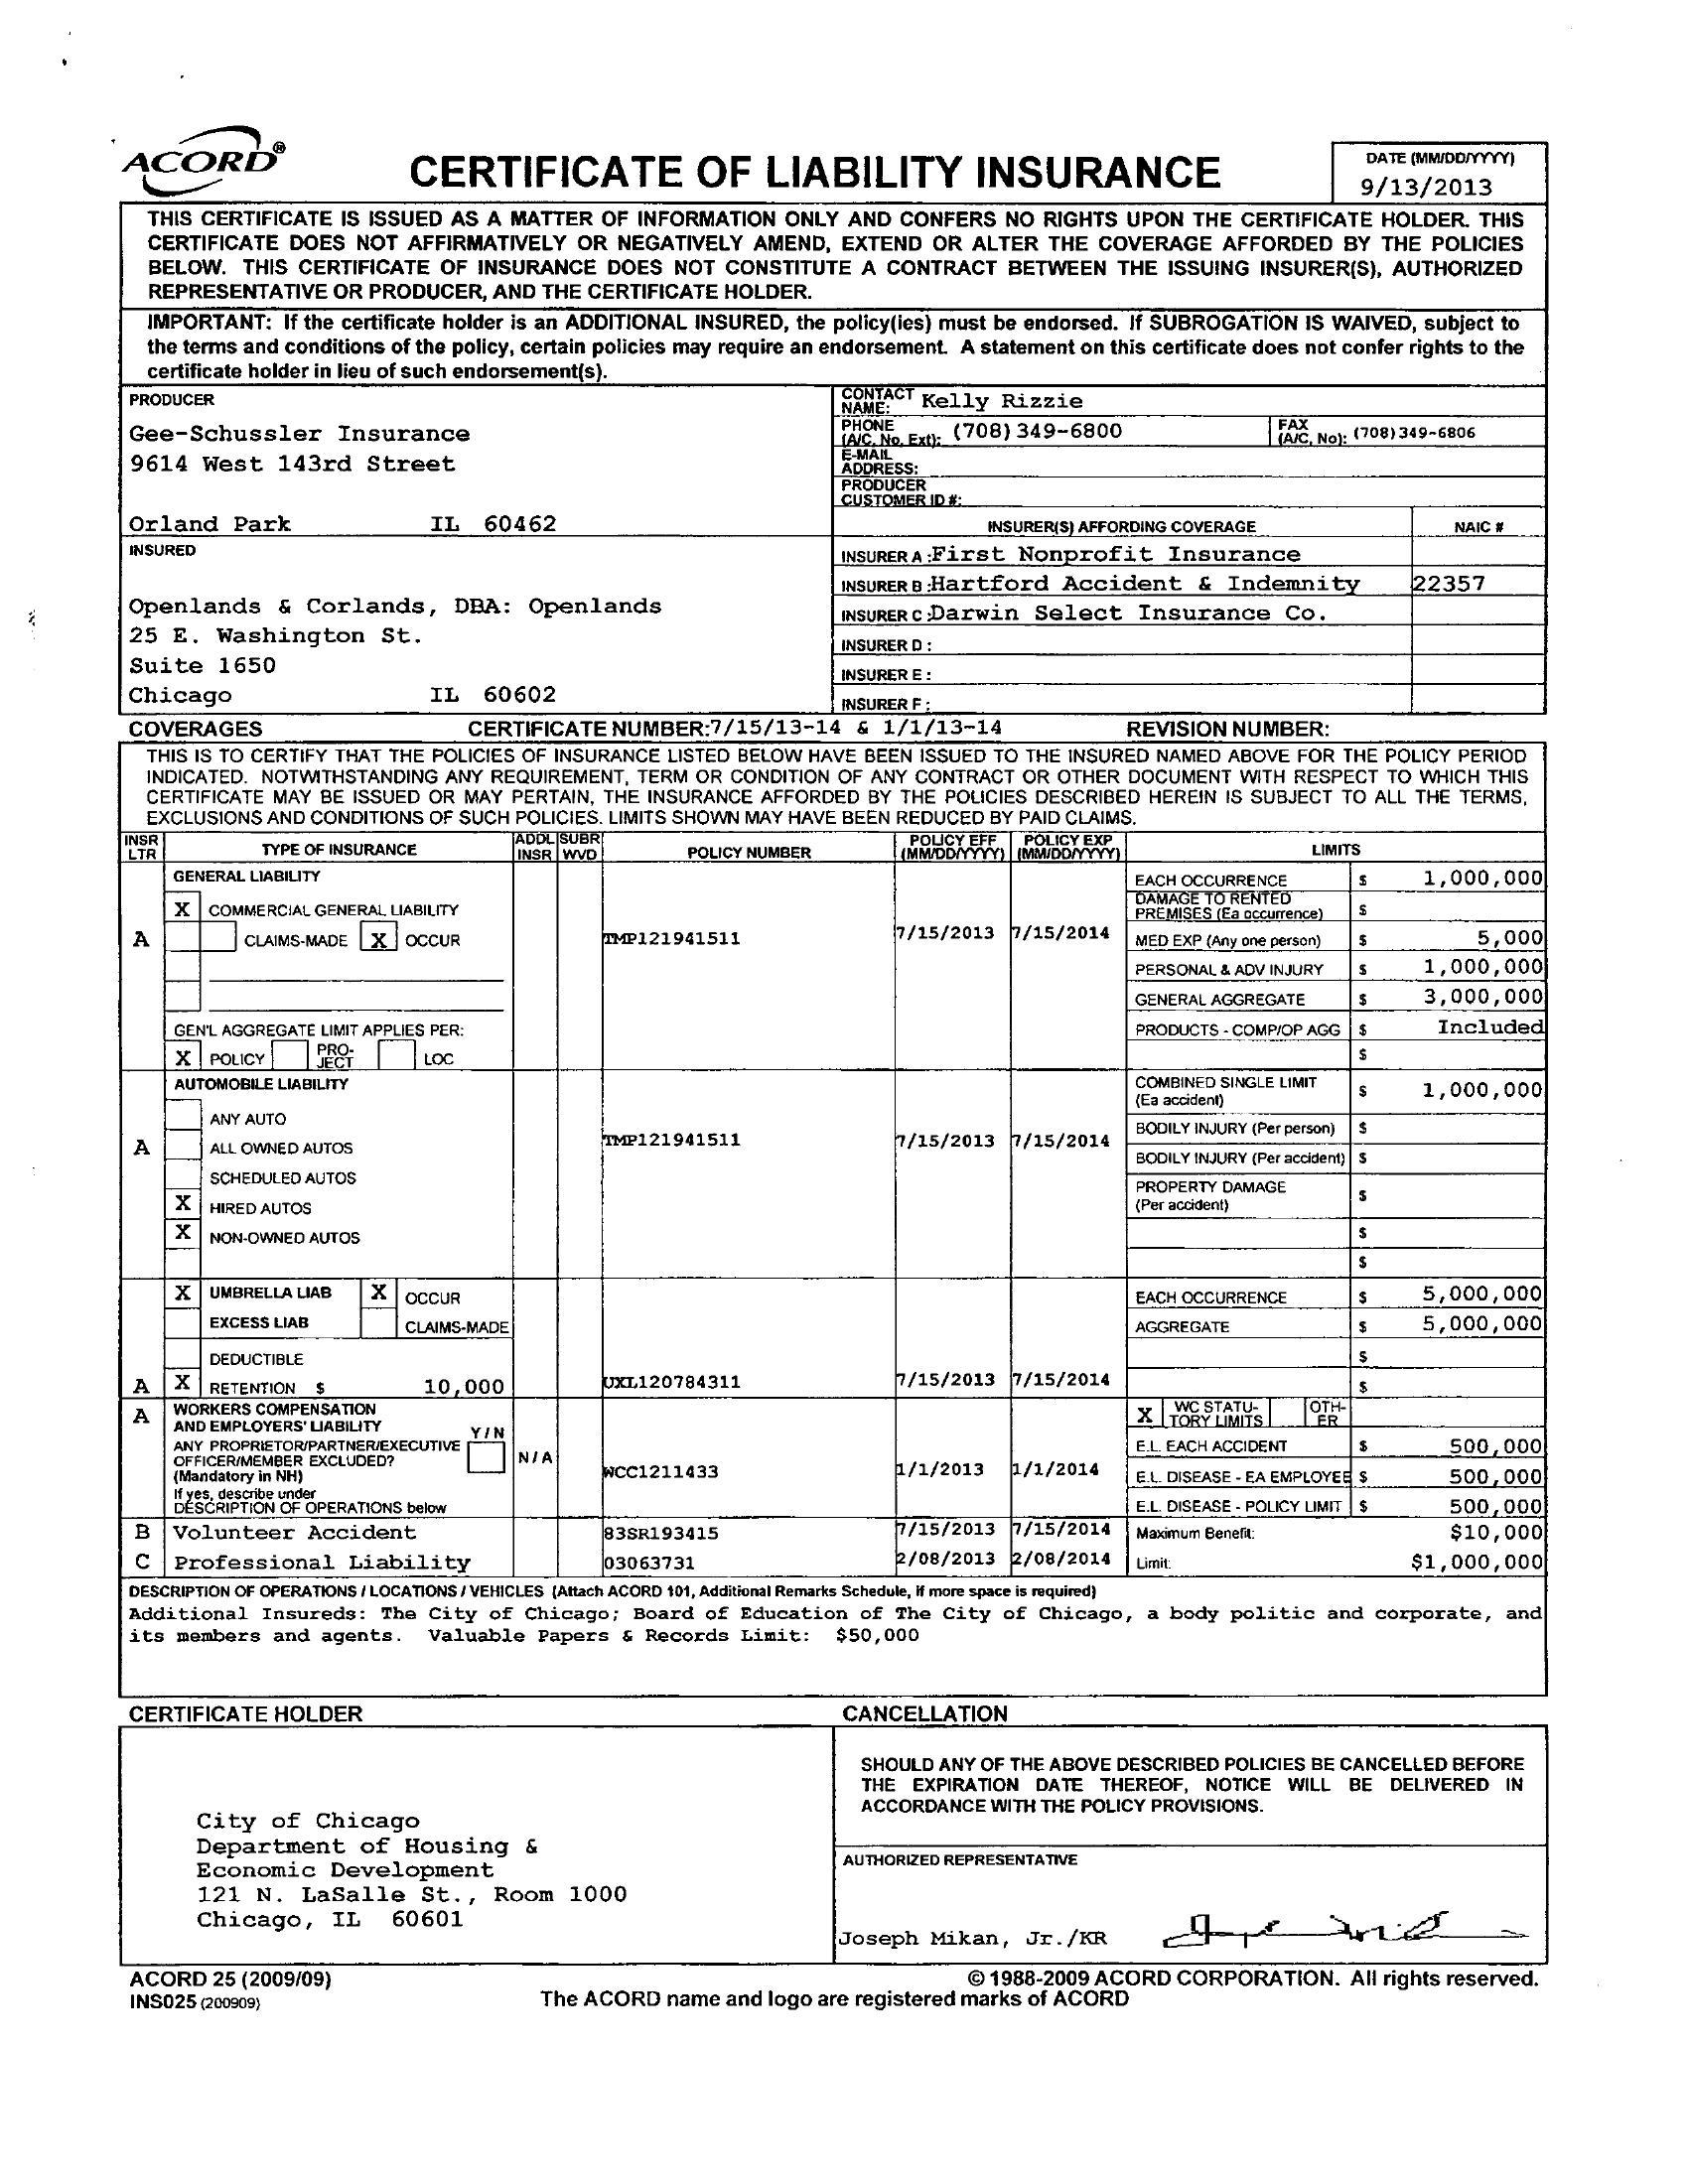 ACORD®
CERTIFICATE OF LIABILITY INSURANCE
DATE (MM/DD/YYYY)
9/13/2013
THIS CERTIFICATE IS ISSUED AS A MATTER OF INFORMATION ONLY AND CONFERS NO RIGHTS UPON THE CERTIFICATE HOLDER. THIS
CERTIFICATE DOES NOT AFFIRMATIVELY OR NEGATIVELY AMEND, EXTEND OR ALTER THE COVERAGE AFFORDED BY THE POLICIES
BELOW. THIS CERTIFICATE OF INSURANCE DOES NOT CONSTITUTE A CONTRACT BETWEEN THE ISSUING INSURER(S), AUTHORIZED
REPRESENTATIVE OR PRODUCER, AND THE CERTIFICATE HOLDER.
IMPORTANT: If the certificate holder is an ADDITIONAL INSURED, the policy(ies) must be endorsed. If SUBROGATION IS WAIVED, subject to
the terms and conditions of the policy, certain policies may require an endorsement. A statement on this certificate does not confer rights to the
certificate holder in lieu of such endorsement(s).
PRODUCER
Gee-Schussler Insurance
9614 West 143rd Street
Orland Park IL 60462
CONTACT NAME: Kelly Rizzie
PHONE (A/C, No, Ext): (708)349-6800
FAX (A/C, No): (708)349-6806
E-MAIL ADDRESS:
PRODUCER CUSTOMER ID #:
INSURER(S) AFFORDING COVERAGE NAIC #
INSURED
Openlands & Corlands, DBA: Openlands
25 E. Washington St.
Suite 1650
Chicago IL 60602
INSURER A :First Nonprofit Insurance
INSURER B :Hartford Accident & Indemnity 22357
INSURER C :Darwin Select Insurance Co.
INSURER D :
INSURER E :
INSURER F :
COVERAGES CERTIFICATE NUMBER:7/15/13-14 & 1/1/13-14 REVISION NUMBER:
THIS IS TO CERTIFY THAT THE POLICIES OF INSURANCE LISTED BELOW HAVE BEEN ISSUED TO THE INSURED NAMED ABOVE FOR THE POLICY PERIOD
INDICATED. NOTWITHSTANDING ANY REQUIREMENT, TERM OR CONDITION OF ANY CONTRACT OR OTHER DOCUMENT WITH RESPECT TO WHICH THIS
CERTIFICATE MAY BE ISSUED OR MAY PERTAIN, THE INSURANCE AFFORDED BY THE POLICIES DESCRIBED HEREIN IS SUBJECT TO ALL THE TERMS,
EXCLUSIONS AND CONDITIONS OF SUCH POLICIES. LIMITS SHOWN MAY HAVE BEEN REDUCED BY PAID CLAIMS.
INSR LTR TYPE OF INSURANCE ADDL INSR SUBR WVD POLICY NUMBER POLICY EFF (MM/DD/YYYY) POLICY EXP (MM/DD/YYYY) LIMITS
GENERAL LIABILITY EACH OCCURRENCE $ 1,000,000
X COMMERCIAL GENERAL LIABILITY DAMAGE TO RENTED PREMISES (Ea occurrence) $
A CLAIMS-MADE X OCCUR TMP121941511 7/15/2013 7/15/2014 MED EXP (Any one person) $ 5,000
PERSONAL & ADV INJURY $ 1,000,000
GENERAL AGGREGATE $ 3,000,000
GEN'L AGGREGATE LIMIT APPLIES PER: PRODUCTS - COMP/OP AGG $ Included
X POLICY PRO-JECT LOC $
AUTOMOBILE LIABILITY COMBINED SINGLE LIMIT (Ea accident) $ 1,000,000
ANY AUTO BODILY INJURY (Per person) $
A ALL OWNED AUTOS TMP121941511 7/15/2013 7/15/2014 BODILY INJURY (Per accident) $
SCHEDULED AUTOS PROPERTY DAMAGE (Per accident) $
X HIRED AUTOS
X NON-OWNED AUTOS $
$
X UMBRELLA LIAB X OCCUR EACH OCCURRENCE $ 5,000,000
EXCESS LIAB CLAIMS-MADE AGGREGATE $ 5,000,000
DEDUCTIBLE $
A X RETENTION $ 10,000 UXL120784311 7/15/2013 7/15/2014 $
A WORKERS COMPENSATION X WC STATU-TORY LIMITS OTH-ER
AND EMPLOYERS' LIABILITY Y / N
ANY PROPRIETOR/PARTNER/EXECUTIVE N / A E.L. EACH ACCIDENT $ 500,000
OFFICER/MEMBER EXCLUDED?
(Mandatory in NH) WCC1211433 1/1/2013 1/1/2014 E.L. DISEASE - EA EMPLOYEE $ 500,000
If yes, describe under
DESCRIPTION OF OPERATIONS below E.L. DISEASE - POLICY LIMIT $ 500,000
B Volunteer Accident 83SR193415 7/15/2013 7/15/2014 Maximum Benefit: $10,000
C Professional Liability 03063731 2/08/2013 2/08/2014 Limit: $1,000,000
DESCRIPTION OF OPERATIONS / LOCATIONS / VEHICLES (Attach ACORD 101, Additional Remarks Schedule, if more space is required)
Additional Insureds: The City of Chicago; Board of Education of The City of Chicago, a body politic and corporate, and
its members and agents. Valuable Papers & Records Limit: $50,000
CERTIFICATE HOLDER
City of Chicago
Department of Housing &
Economic Development
121 N. LaSalle St., Room 1000
Chicago, IL 60601
CANCELLATION
SHOULD ANY OF THE ABOVE DESCRIBED POLICIES BE CANCELLED BEFORE
THE EXPIRATION DATE THEREOF, NOTICE WILL BE DELIVERED IN
ACCORDANCE WITH THE POLICY PROVISIONS.
AUTHORIZED REPRESENTATIVE
Joseph Mikan, Jr./KR
ACORD 25 (2009/09) © 1988-2009 ACORD CORPORATION. All rights reserved.
INS025 (200909) The ACORD name and logo are registered marks of ACORD